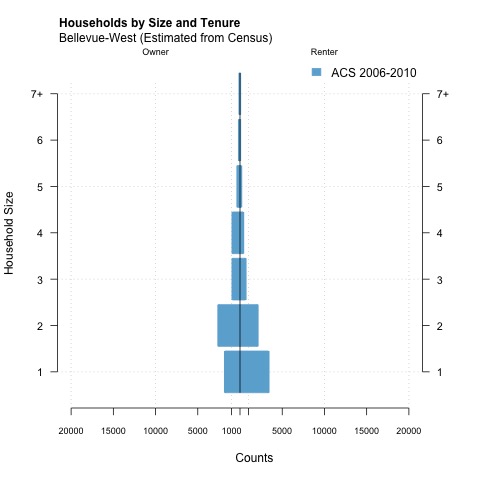 Households by Size and Tenure
Bellevue-West (Estimated from Census)
Owner Renter
ACS 2006-2010
7+ 7+
6 6
5 5
4 4
3 3
2 2
1 1
Household Size
20000 15000 10000 5000 1000 5000 10000 15000 20000
Counts